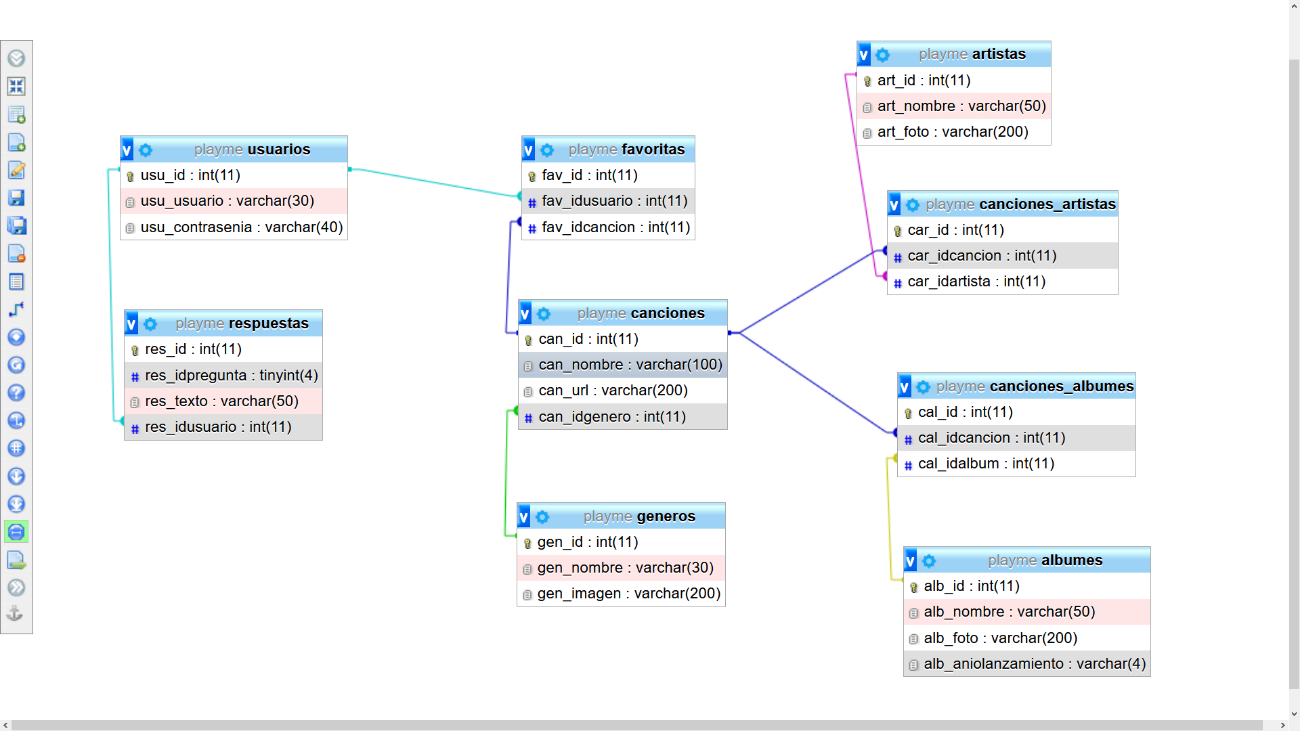 playme usuarios
usu_id : int(11)
usu_usuario : varchar(30)
usu_contrasenia : varchar(40)
playme respuestas
res_id : int(11)
res_idpregunta : tinyint(4)
res_texto : varchar(50)
res_idusuario : int(11)
playme favoritas
fav_id : int(11)
fav_idusuario : int(11)
fav_idcancion : int(11)
playme canciones
can_id : int(11)
can_nombre : varchar(100)
can_url : varchar(200)
can_idgenero : int(11)
playme generos
gen_id : int(11)
gen_nombre : varchar(30)
gen_imagen : varchar(200)
playme artistas
art_id : int(11)
art_nombre : varchar(50)
art_foto : varchar(200)
playme canciones_artistas
car_id : int(11)
car_idcancion : int(11)
car_idartista : int(11)
playme canciones_albumes
cal_id : int(11)
cal_idcancion : int(11)
cal_idalbum : int(11)
playme albumes
alb_id : int(11)
alb_nombre : varchar(50)
alb_foto : varchar(200)
alb_aniolanzamiento : varchar(4)